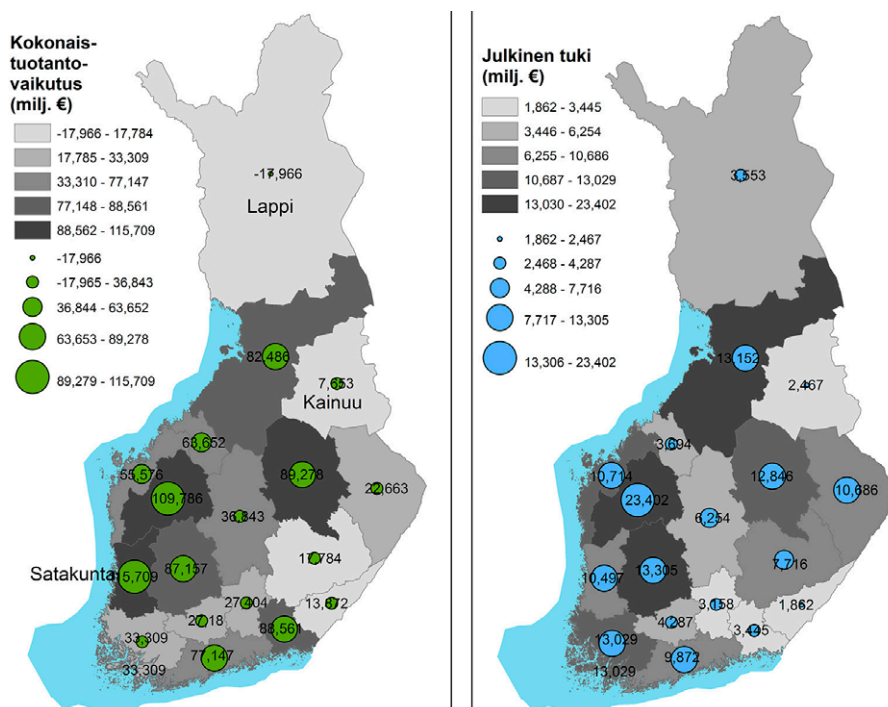 Kokonais-
tuotanto-
vaikutus
(milj. €)
-17,966 - 17,784
17,785 - 33,309
33,310 - 77,147
77,148 - 88,561
88,562 - 115,709
-17,966
-17,965 - 36,843
36,844 - 63,652
63,653 - 89,278
89,279 - 115,709
-17,966
Lappi
82,486
7,653
Kainuu
63,652
55,576
89,278
22,663
109,786
36,843
17,784
87,157
Satakunta
15,709
27,404
13,672
27,18
88,561
33,309
77,147
33,309
Julkinen tuki
(milj. €)
1,862 - 3,445
3,446 - 6,254
6,255 - 10,686
10,687 - 13,029
13,030 - 23,402
1,862 - 2,467
2,468 - 4,287
4,288 - 7,716
7,717 - 13,305
13,306 - 23,402
3,553
13,152
2,467
3,694
10,714
12,846
10,686
23,402
6,254
7,716
13,305
10,497
3,158
1,862
4,287
3,445
13,029
9,872
13,029